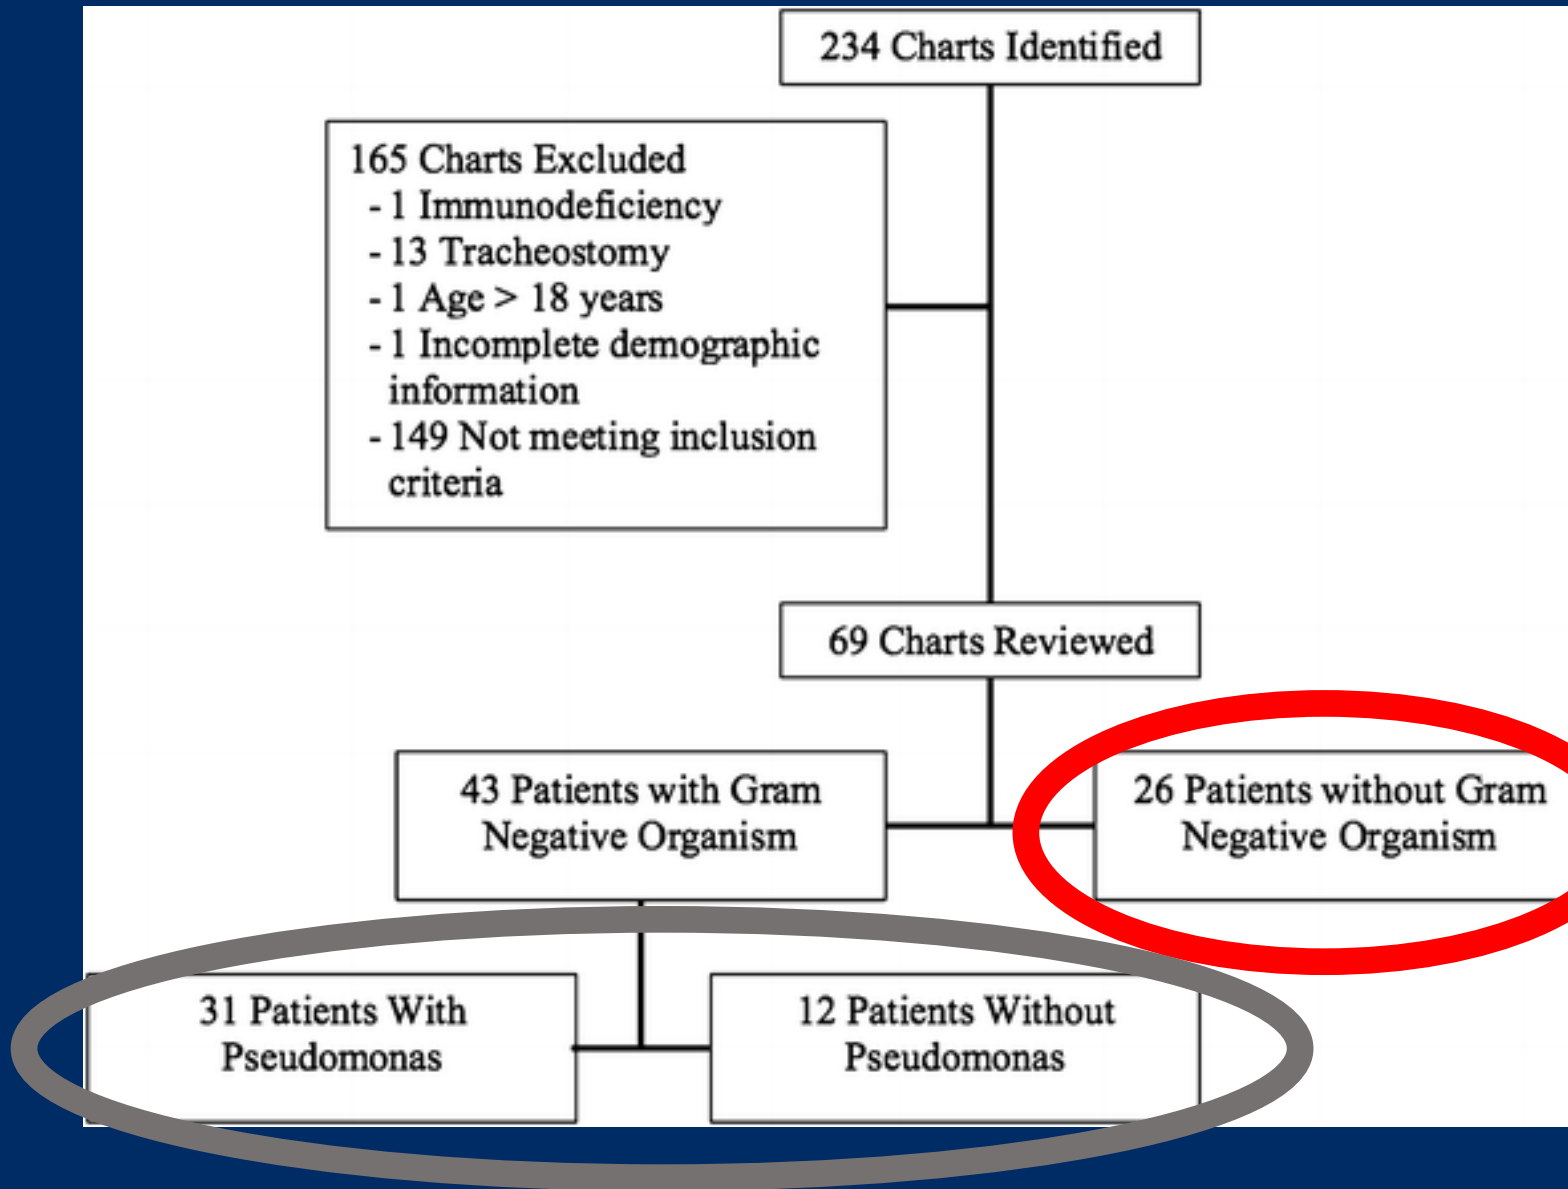 234 Charts Identified
165 Charts Excluded
- 1 Immunodeficiency
- 13 Tracheostomy
- 1 Age > 18 years
- 1 Incomplete demographic
information
- 149 Not meeting inclusion
criteria
69 Charts Reviewed
43 Patients with Gram
Negative Organism
26 Patients without Gram
Negative Organism
31 Patients With
Pseudomonas
12 Patients Without
Pseudomonas